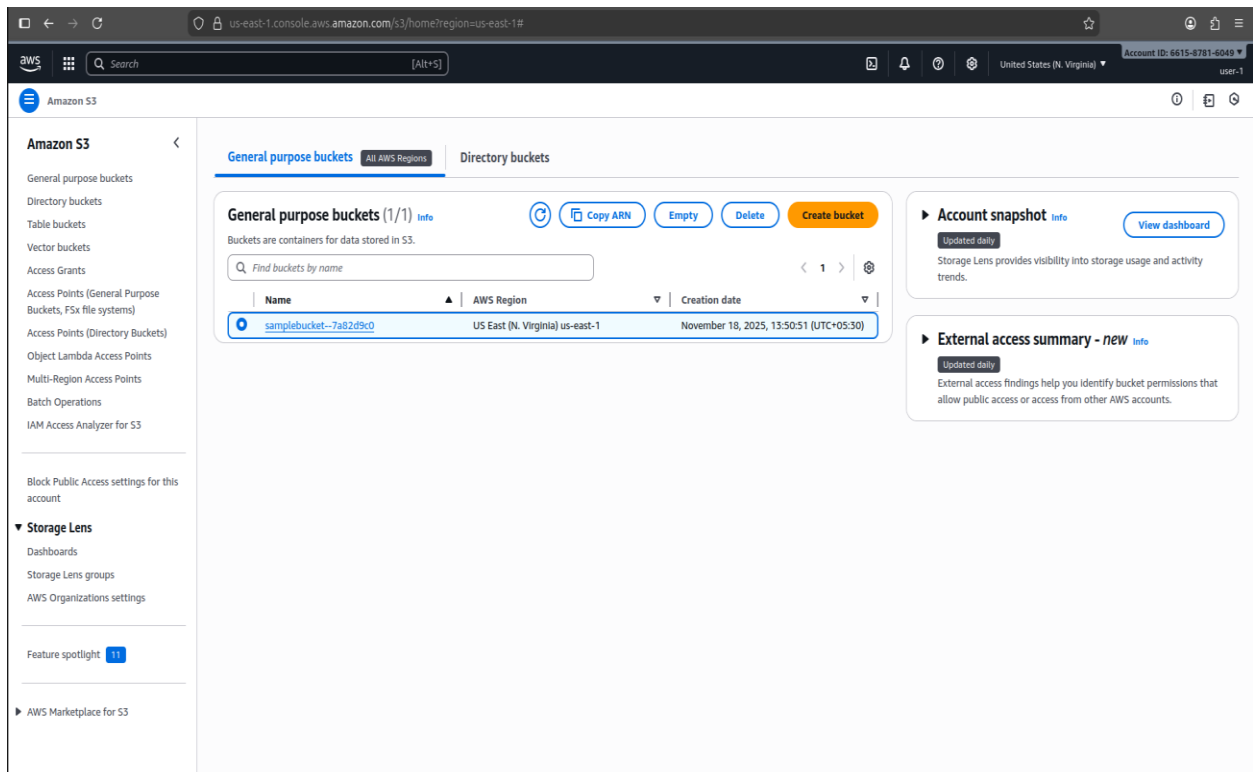 us-east-1.console.aws.amazon.com/s3/home?region=us-east-1#
aws
Search
[Alt+S]
United States (N. Virginia)
Account ID: 6615-8781-6049
user-1
Amazon S3
Amazon S3
General purpose buckets
Directory buckets
Table buckets
Vector buckets
Access Grants
Access Points (General Purpose
Buckets, FSx file systems)
Access Points (Directory Buckets)
Object Lambda Access Points
Multi-Region Access Points
Batch Operations
IAM Access Analyzer for S3
Block Public Access settings for this
account
Storage Lens
Dashboards
Storage Lens groups
AWS Organizations settings
Feature spotlight 11
AWS Marketplace for S3
General purpose buckets All AWS Regions
Directory buckets
General purpose buckets (1/1) Info
Copy ARN
Empty
Delete
Create bucket
Buckets are containers for data stored in S3.
Find buckets by name
1
Name AWS Region Creation date
samplebucket--7a82d9c0 US East (N. Virginia) us-east-1 November 18, 2025, 13:50:51 (UTC+05:30)
Account snapshot Info
View dashboard
Updated daily
Storage Lens provides visibility into storage usage and activity
trends.
External access summary - new Info
Updated daily
External access findings help you identify bucket permissions that
allow public access or access from other AWS accounts.